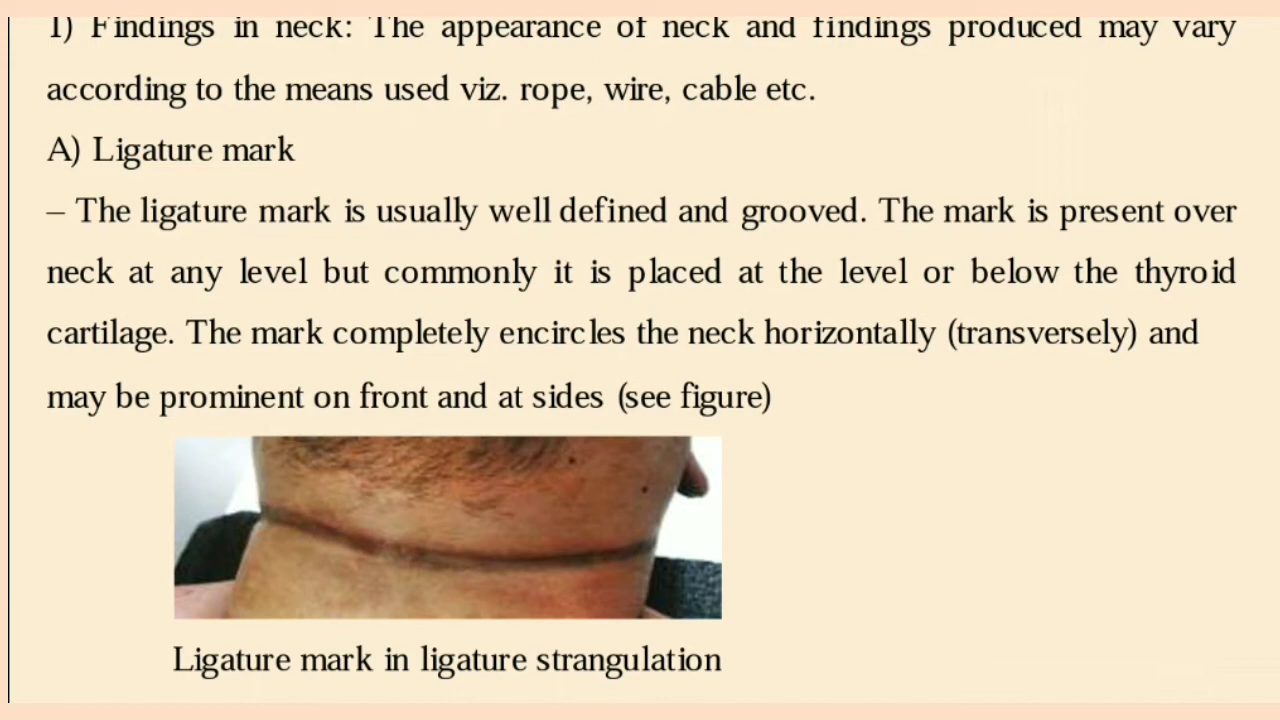 1) Findings in neck: The appearance of neck and findings produced may vary
according to the means used viz. rope, wire, cable etc.
A) Ligature mark
– The ligature mark is usually well defined and grooved. The mark is present over
neck at any level but commonly it is placed at the level or below the thyroid
cartilage. The mark completely encircles the neck horizontally (transversely) and
may be prominent on front and at sides (see figure)
Ligature mark in ligature strangulation